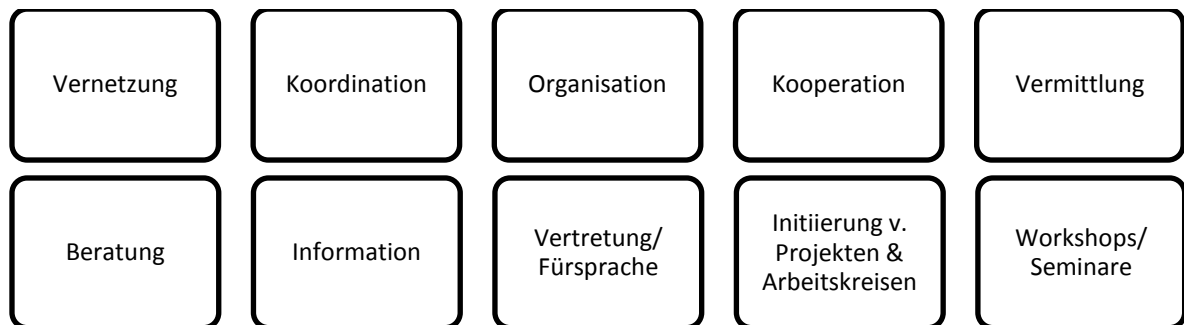 Vernetzung
Koordination
Organisation
Kooperation
Vermittlung
Beratung
Information
Vertretung/
Fürsprache
Initiierung v.
Projekten &
Arbeitskreisen
Workshops/
Seminare